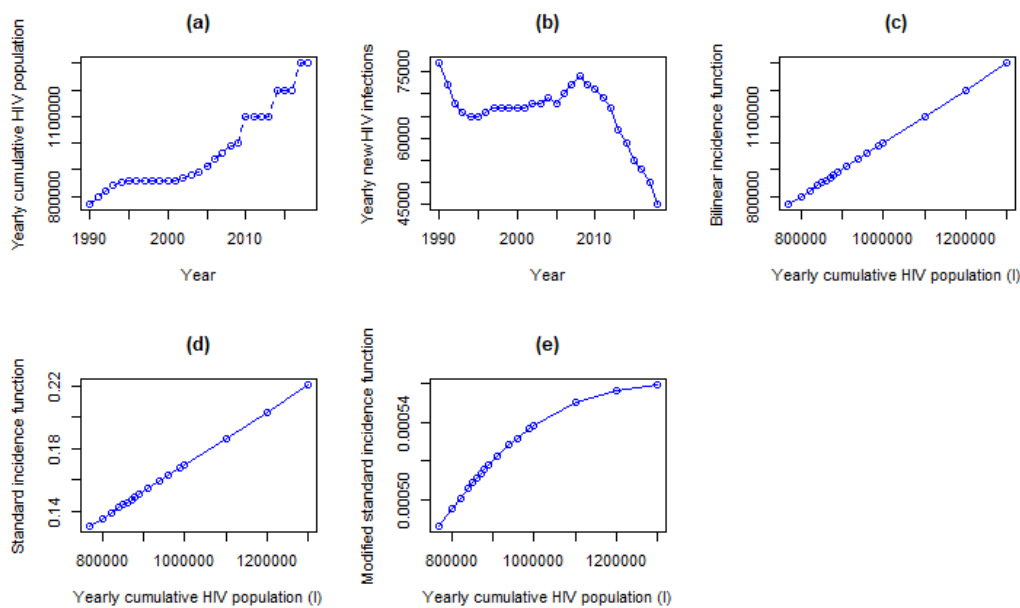 (a)
Yearly cumulative HIV population
800000 1100000
1990 2000 2010
Year
(b)
Yearly new HIV infections
45000 60000 75000
1990 2000 2010
Year
(c)
Bilinear incidence function
800000 1100000
800000 1000000 1200000
Yearly cumulative HIV population (I)
(d)
Standard incidence function
0.14 0.18 0.22
800000 1000000 1200000
Yearly cumulative HIV population (I)
(e)
Modified standard incidence function
0.00050 0.00054
800000 1000000 1200000
Yearly cumulative HIV population (I)